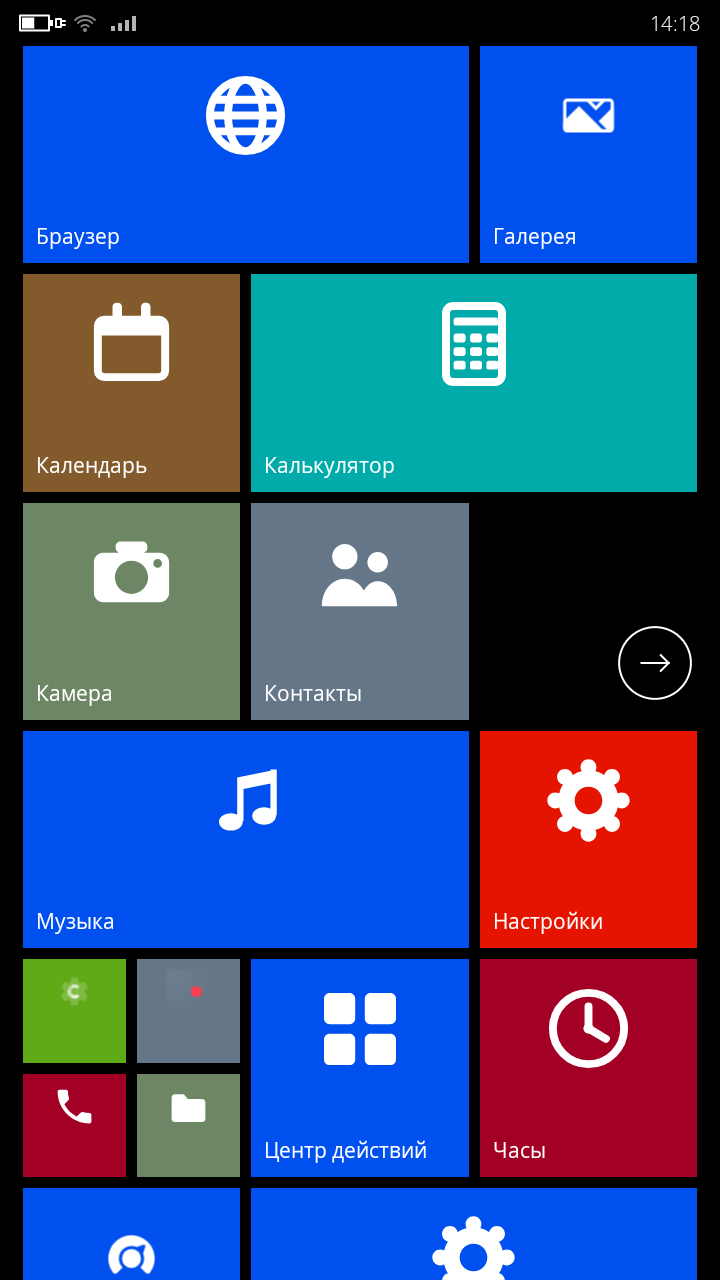 14:18
Браузер
Галерея
Календарь
Калькулятор
Камера
Контакты
Музыка
Настройки
Центр действий
Часы